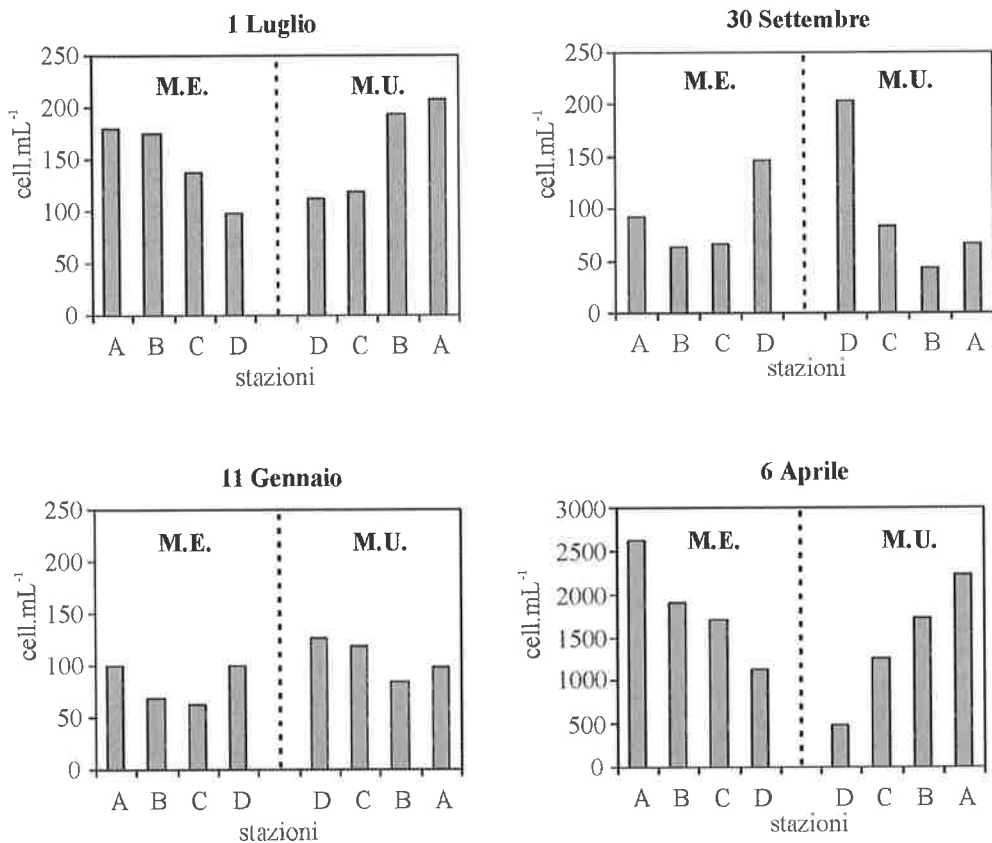 1 Luglio
250
200
150
100
50
0
cell.mL⁻¹
M.E.
M.U.
A B C D D C B A
stazioni
30 Settembre
250
200
150
100
50
0
cell.mL⁻¹
M.E.
M.U.
A B C D D C B A
stazioni
11 Gennaio
250
200
150
100
50
0
cell.mL⁻¹
M.E.
M.U.
A B C D D C B A
stazioni
6 Aprile
3000
2500
2000
1500
1000
500
0
cell.mL⁻¹
M.E.
M.U.
A B C D D C B A
stazioni